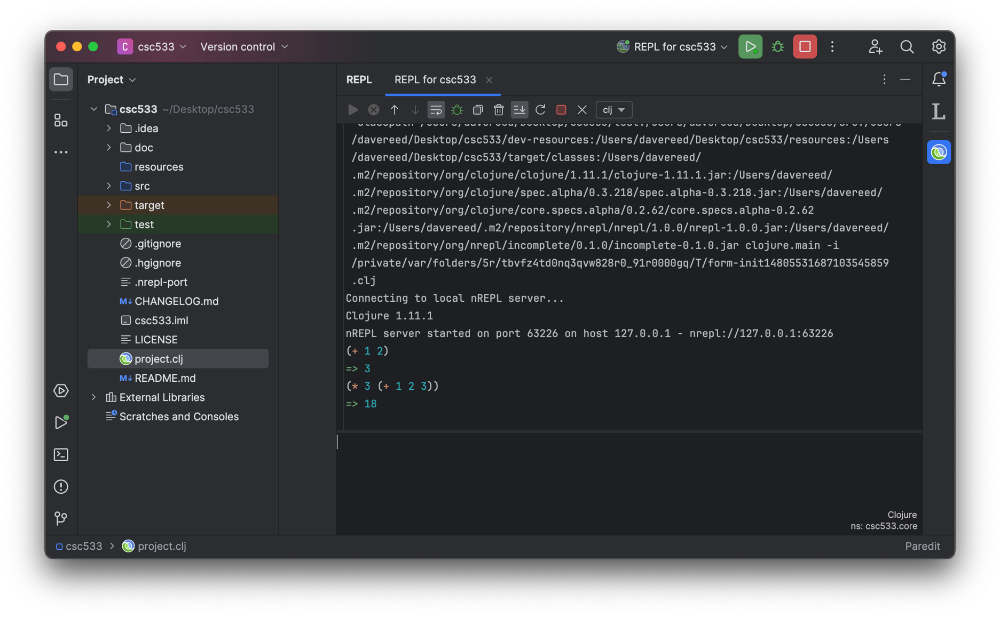 C csc533 Version control REPL for csc533
Project
csc533 ~/Desktop/csc533
.idea
doc
resources
src
target
test
.gitignore
.hgignore
.nrepl-port
M↓ CHANGELOG.md
csc533.iml
LICENSE
project.clj
M↓ README.md
External Libraries
Scratches and Consoles
REPL REPL for csc533
clj
/davereed/Desktop/csc533/dev-resources:/Users/davereed/Desktop/csc533/resources:/Users
/davereed/Desktop/csc533/target/classes:/Users/davereed/
.m2/repository/org/clojure/clojure/1.11.1/clojure-1.11.1.jar:/Users/davereed/
.m2/repository/org/clojure/spec.alpha/0.3.218/spec.alpha-0.3.218.jar:/Users/davereed/
.m2/repository/org/clojure/core.specs.alpha/0.2.62/core.specs.alpha-0.2.62
.jar:/Users/davereed/.m2/repository/nrepl/nrepl/1.0.0/nrepl-1.0.0.jar:/Users/davereed/
.m2/repository/org/nrepl/incomplete/0.1.0/incomplete-0.1.0.jar clojure.main -i
/private/var/folders/5r/tbvfz4td0nq3qvw828r0_91r0000gq/T/form-init14805531687103545859
.clj
Connecting to local nREPL server...
Clojure 1.11.1
nREPL server started on port 63226 on host 127.0.0.1 - nrepl://127.0.0.1:63226
(+ 1 2)
=> 3
(* 3 (+ 1 2 3))
=> 18
Clojure
ns: csc533.core
L
csc533 > project.clj
Paredit